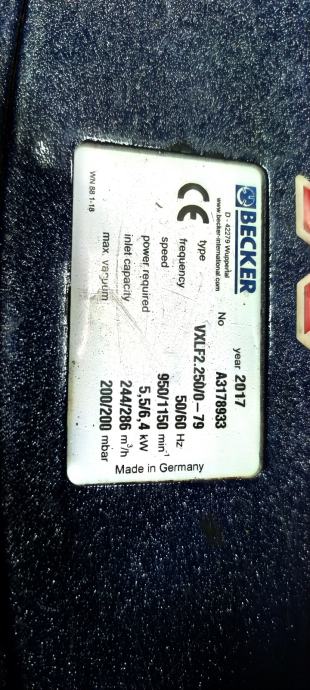 BECKER
D - 42279 Wuppertal
www.becker-international.com
year 2017
No A3178933
type VXLF2.250/0-79
frequency 50/60 Hz
speed 950/1150 min⁻¹
power required 5,5/6,4 kW
inlet capacity 244/286 m³/h
max. vacuum 200/200 mbar
CE
WN 88 1-18
Made in Germany